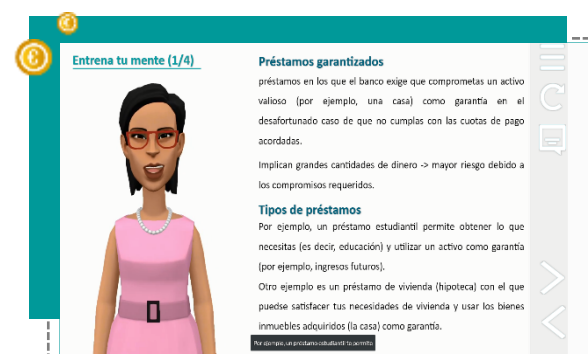 Entrena tu mente (1/4)
Préstamos garantizados
préstamos en los que el banco exige que comprometas un activo
valioso (por ejemplo, una casa) como garantía en el
desafortunado caso de que no cumplas con las cuotas de pago
acordadas.
Implican grandes cantidades de dinero -> mayor riesgo debido a
los compromisos requeridos.
Tipos de préstamos
Por ejemplo, un préstamo estudiantil permite obtener lo que
necesitas (es decir, educación) y utilizar un activo como garantía
(por ejemplo, ingresos futuros).
Otro ejemplo es un préstamo de vivienda (hipoteca) con el que
puedse satisfacer tus necesidades de vivienda y usar los bienes
inmuebles adquiridos (la casa) como garantía.
Por ejemplo, un préstamo estudiantil te permite